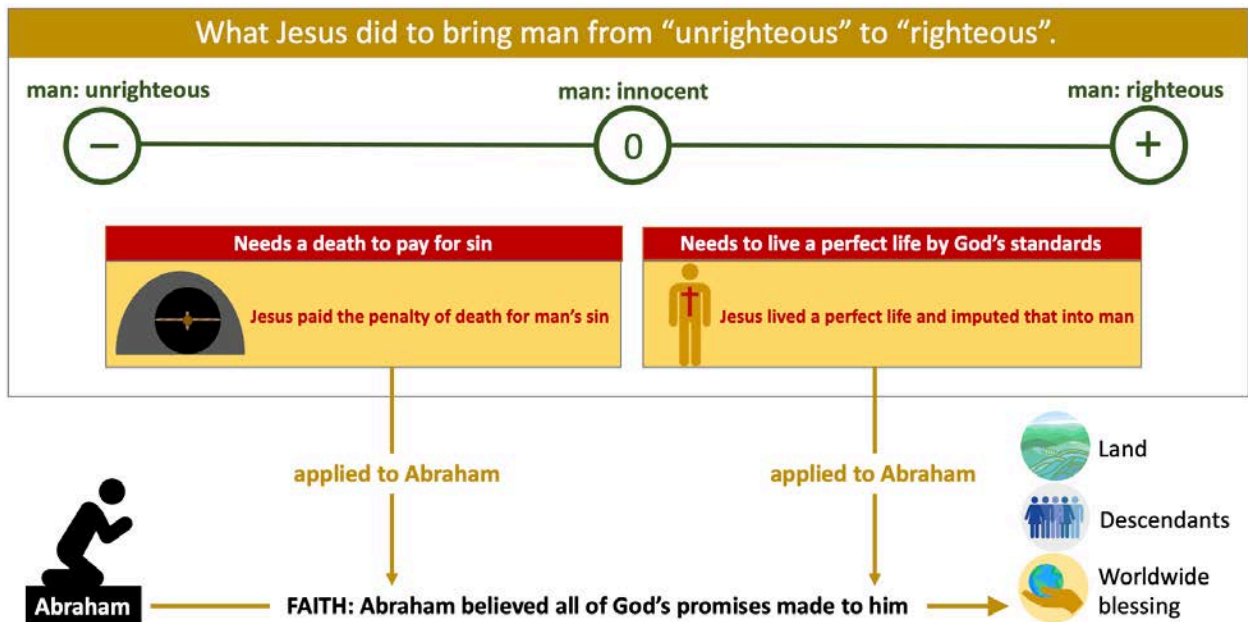 What Jesus did to bring man from “unrighteous” to “righteous”.
man: unrighteous
man: innocent
man: righteous
−
0
+
Needs a death to pay for sin
Needs to live a perfect life by God’s standards
Jesus paid the penalty of death for man’s sin
Jesus lived a perfect life and imputed that into man
applied to Abraham
applied to Abraham
Land
Descendants
Worldwide
blessing
Abraham
FAITH: Abraham believed all of God’s promises made to him